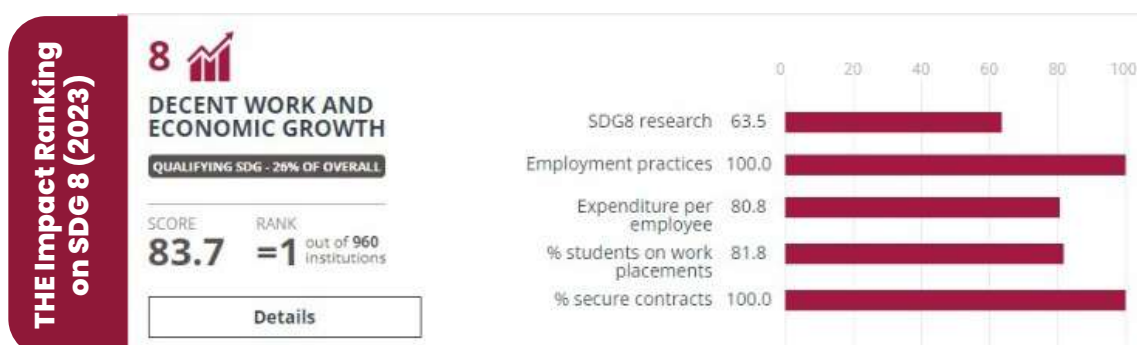 THE Impact Ranking
on SDG 8 (2023)
8
DECENT WORK AND
ECONOMIC GROWTH
QUALIFYING SDG - 26% OF OVERALL
SCORE
83.7
RANK
=1 out of 960
institutions
Details
0 20 40 60 80 100
SDG8 research 63.5
Employment practices 100.0
Expenditure per
employee 80.8
% students on work
placements 81.8
% secure contracts 100.0